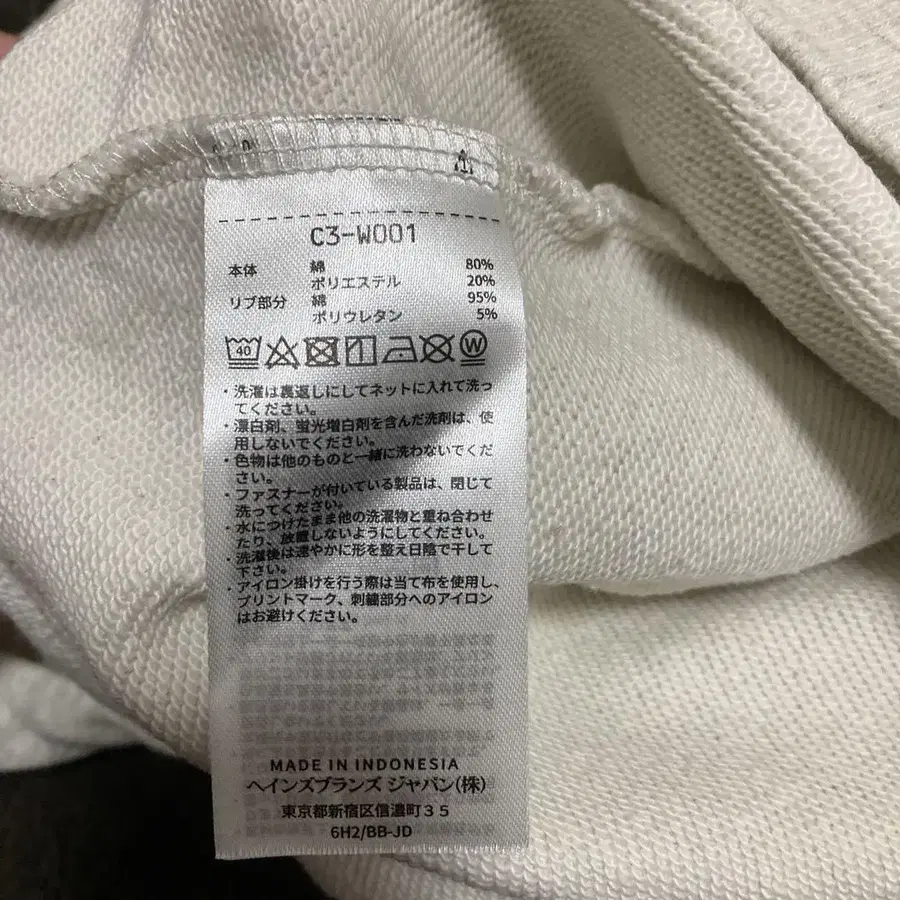 C3-W001
本体 綿 80%
ポリエステル 20%
リブ部分 綿 95%
ポリウレタン 5%
40 W
・洗濯は裏返しにしてネットに入れて洗っ
てください。
・漂白剤、蛍光増白剤を含んだ洗剤は、使
用しないでください。
・色物は他のものと一緒に洗わないでくだ
さい。
・ファスナーが付いている製品は、閉じて
洗ってください。
・水につけたまま他の洗濯物と重ね合わせ
たり、放置しないようにしてください。
・洗濯後は速やかに形を整え日陰で干して
下さい。
・アイロン掛けを行う際は当て布を使用し、
プリントマーク、刺繍部分へのアイロン
はお避けください。
MADE IN INDONESIA
ヘインズブランズ ジャパン(株)
東京都新宿区信濃町35
6H2/BB-JD